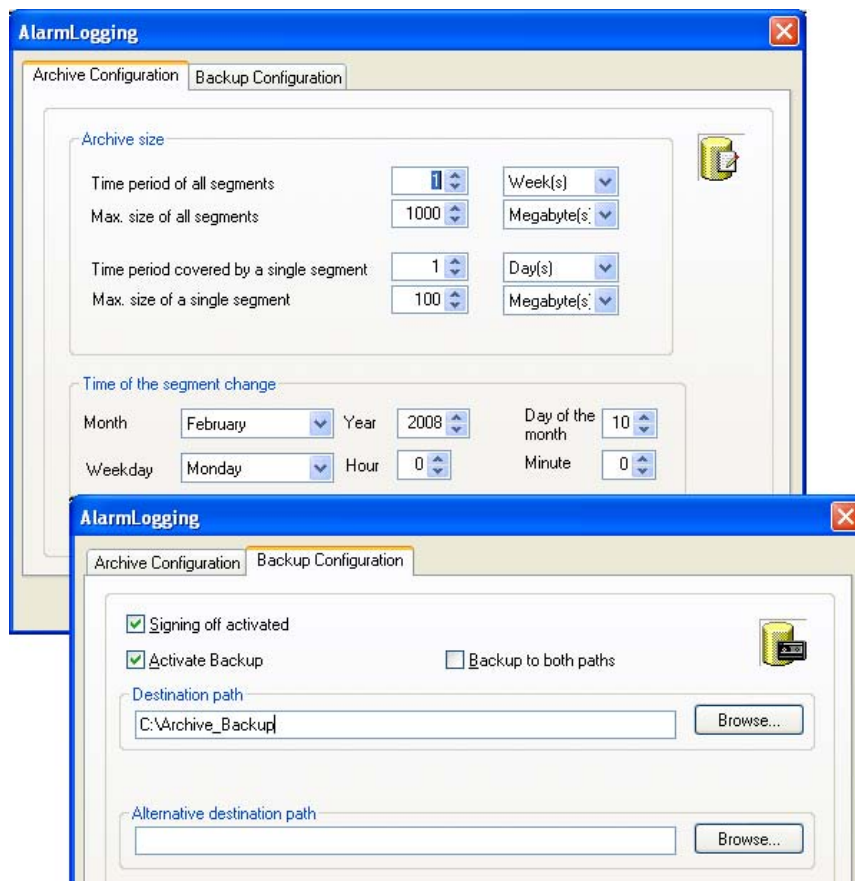 AlarmLogging
Archive Configuration Backup Configuration
Archive size
Time period of all segments 1 Week(s)
Max. size of all segments 1000 Megabyte(s
Time period covered by a single segment 1 Day(s)
Max. size of a single segment 100 Megabyte(s
Time of the segment change
Month February Year 2008 Day of the month 10
Weekday Monday Hour 0 Minute 0
AlarmLogging
Archive Configuration Backup Configuration
Signing off activated
Activate Backup Backup to both paths
Destination path
C:\Archive_Backup Browse...
Alternative destination path
Browse...